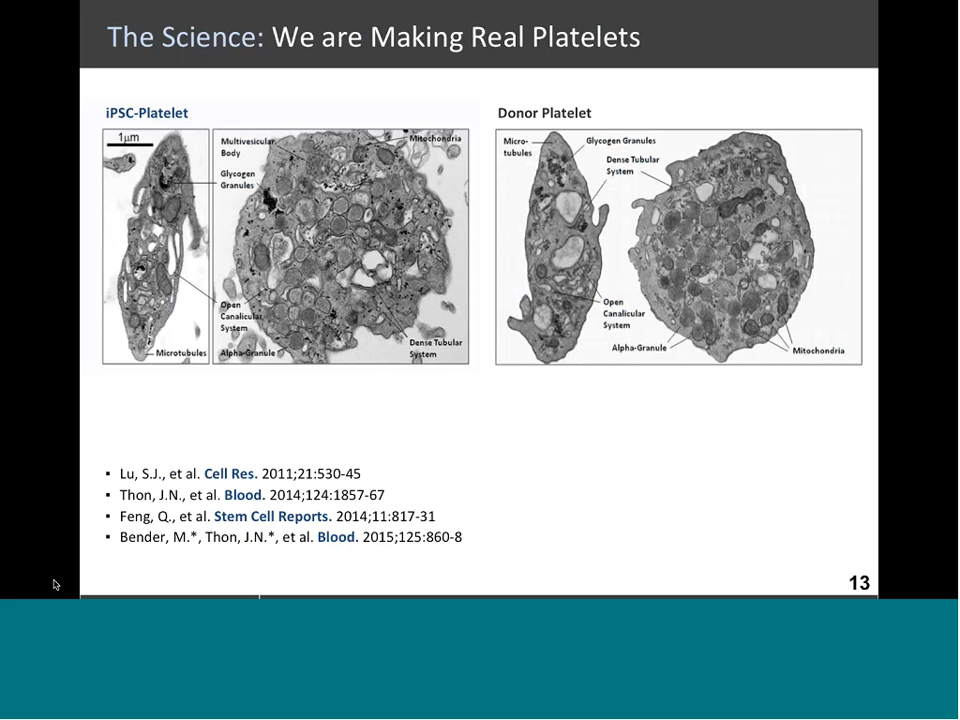 The Science: We are Making Real Platelets
iPSC-Platelet
1μm
Multivesicular
Body
Mitochondria
Glycogen
Granules
Open
Canalicular
System
Microtubules
Alpha-Granule
Dense Tubular
System
Donor Platelet
Micro-
tubules
Glycogen Granules
Dense Tubular
System
Open
Canalicular
System
Alpha-Granule
Mitochondria
▪ Lu, S.J., et al. Cell Res. 2011;21:530-45
▪ Thon, J.N., et al. Blood. 2014;124:1857-67
▪ Feng, Q., et al. Stem Cell Reports. 2014;11:817-31
▪ Bender, M.*, Thon, J.N.*, et al. Blood. 2015;125:860-8
13